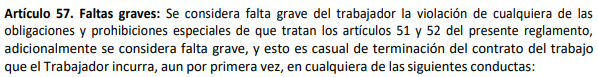 Artículo 57. Faltas graves: Se considera falta grave del trabajador la violación de cualquiera de las
obligaciones y prohibiciones especiales de que tratan los artículos 51 y 52 del presente reglamento,
adicionalmente se considera falta grave, y esto es casual de terminación del contrato del trabajo
que el Trabajador incurra, aun por primera vez, en cualquiera de las siguientes conductas: